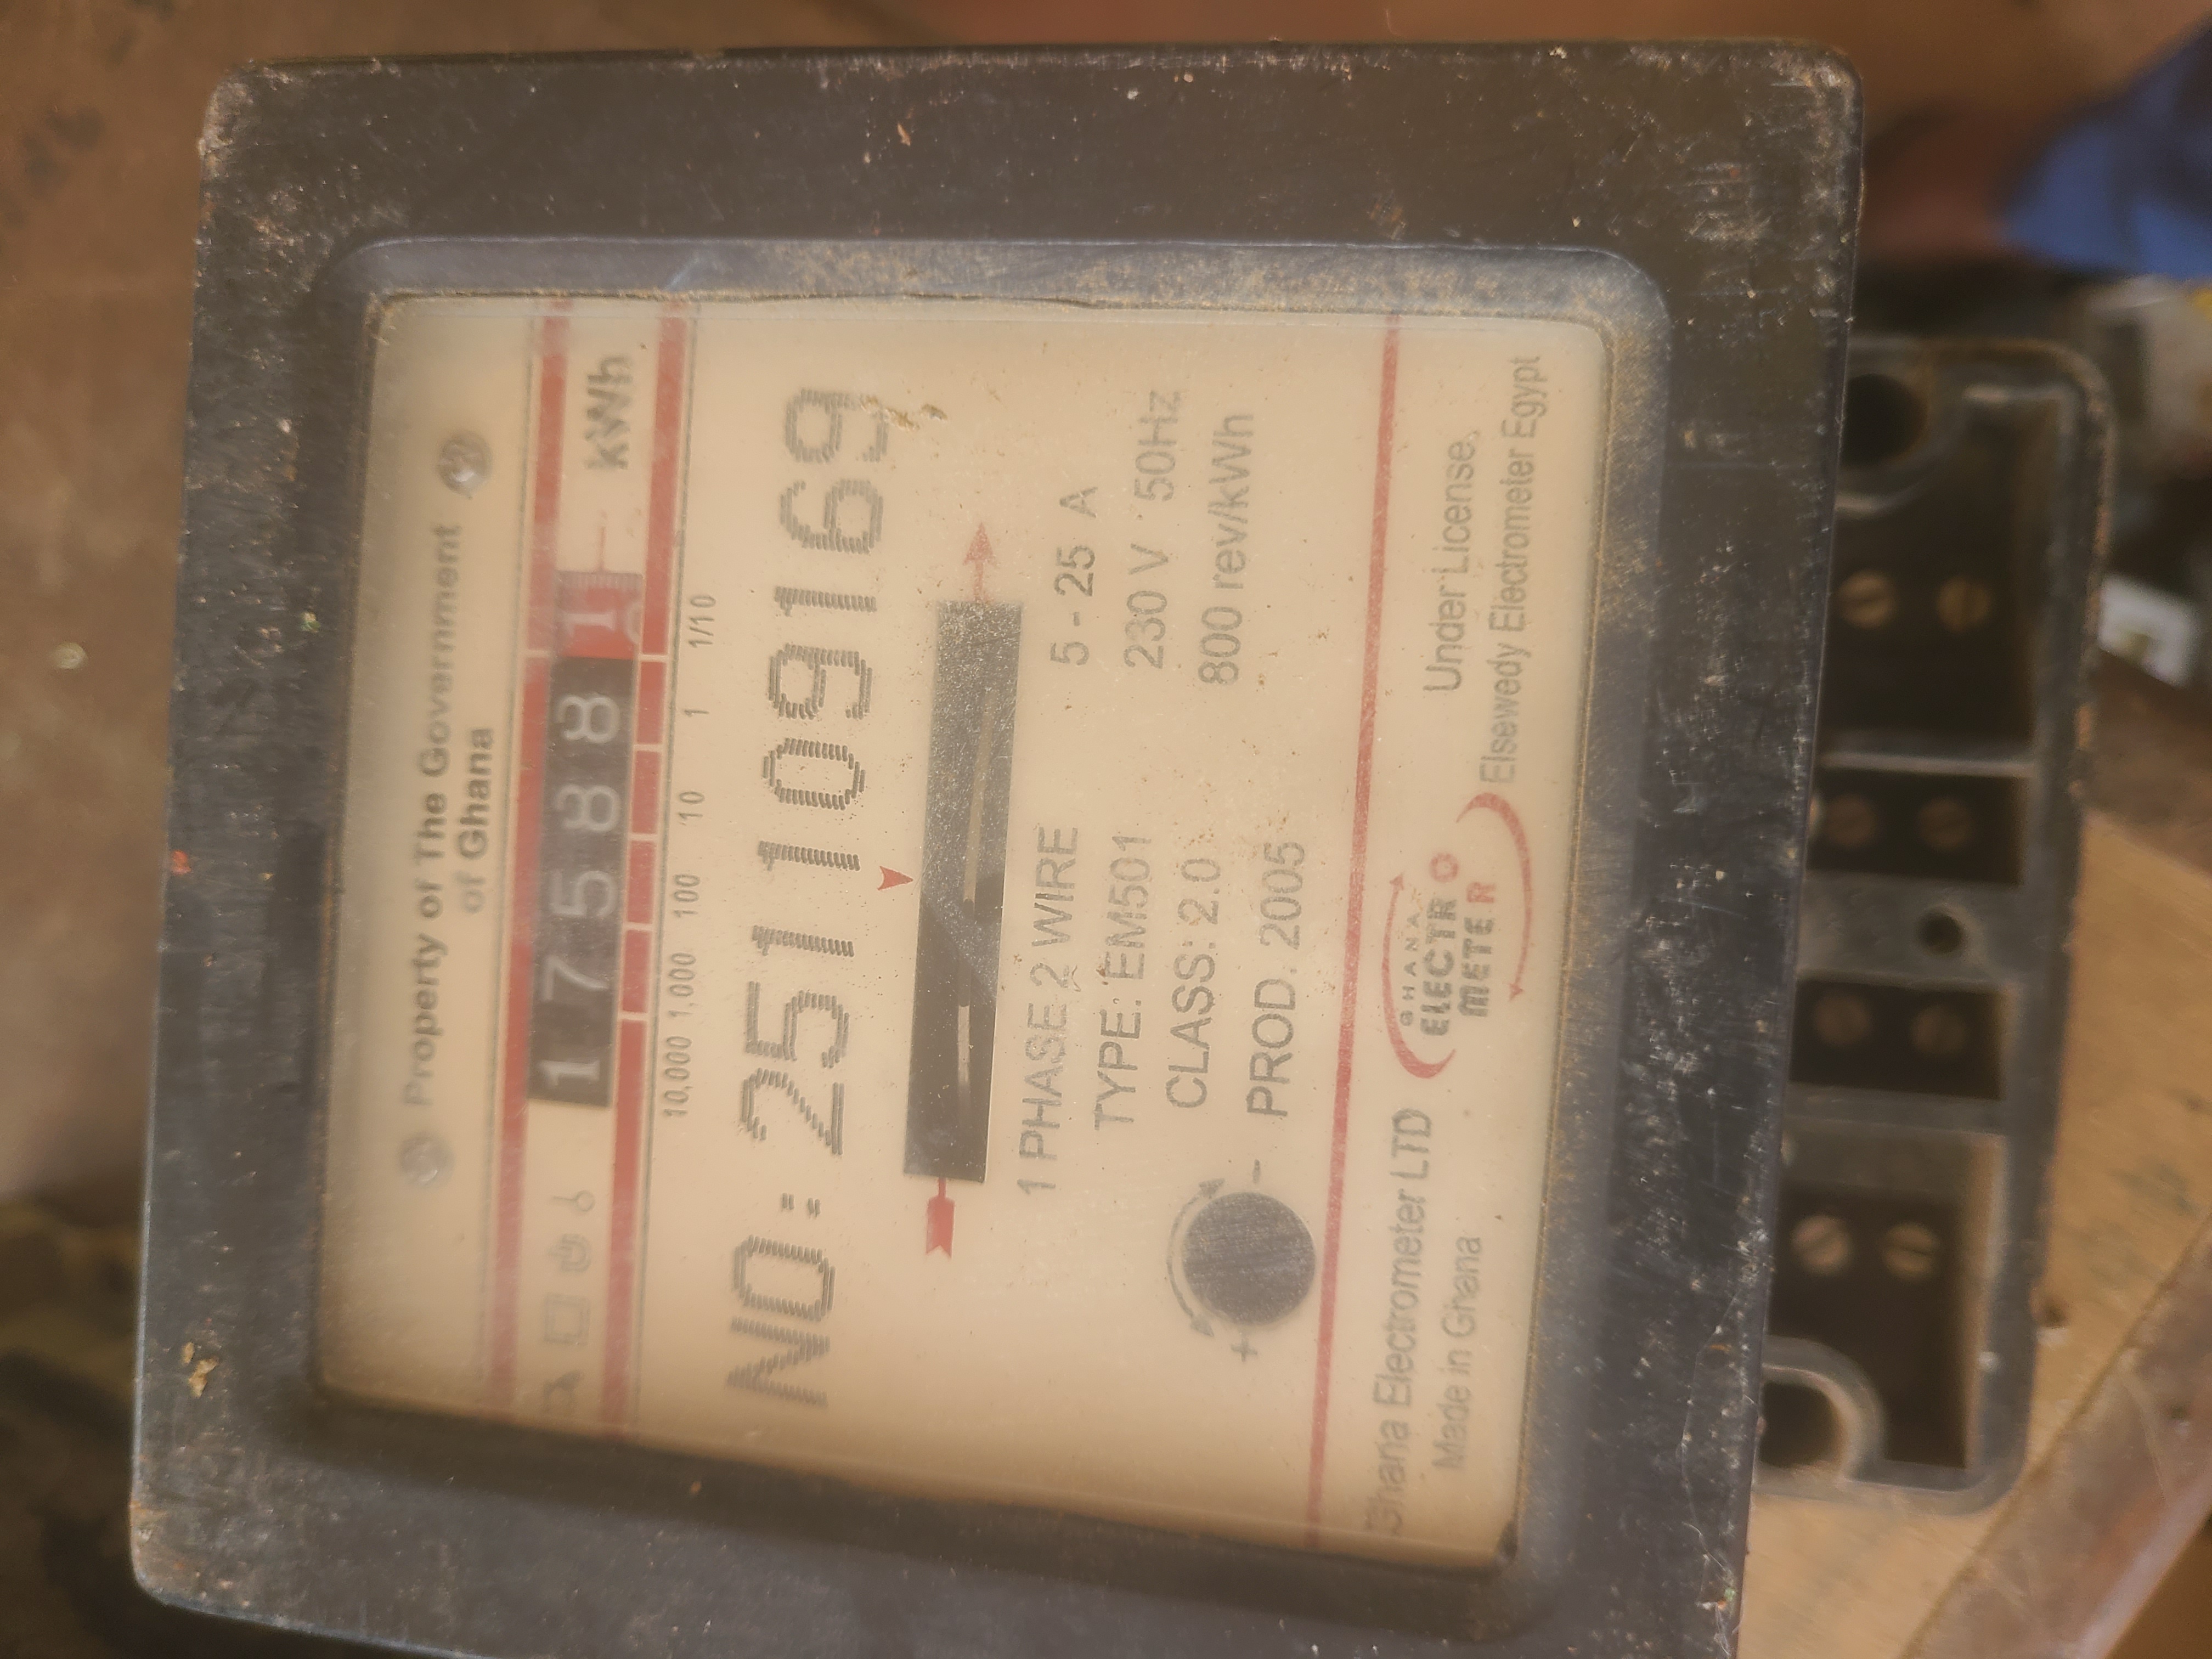 Property of The Government
of Ghana
175881 kWh
10,000 1,000 100 10 1 1/10
NO: 251109169
1 PHASE 2 WIRE 5 - 25 A
TYPE: EM501 230 V 50Hz
CLASS: 2.0 800 rev/kWh
+ - PROD. 2005
Ghana Electrometer LTD
Made in Ghana
GHANA
ELECTRO
METER
Under License,
Elsewedy Electrometer Egypt